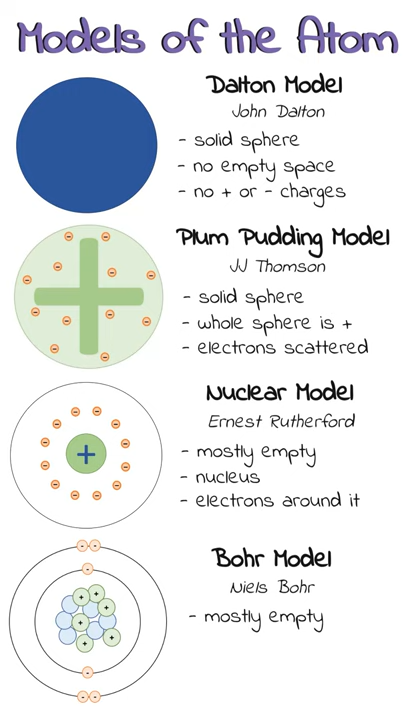 Models of the Atom
Dalton Model
John Dalton
- solid sphere
- no empty space
- no + or - charges
Plum Pudding Model
JJ Thomson
- solid sphere
- whole sphere is +
- electrons scattered
Nuclear Model
Ernest Rutherford
- mostly empty
- nucleus
- electrons around it
Bohr Model
Niels Bohr
- mostly empty